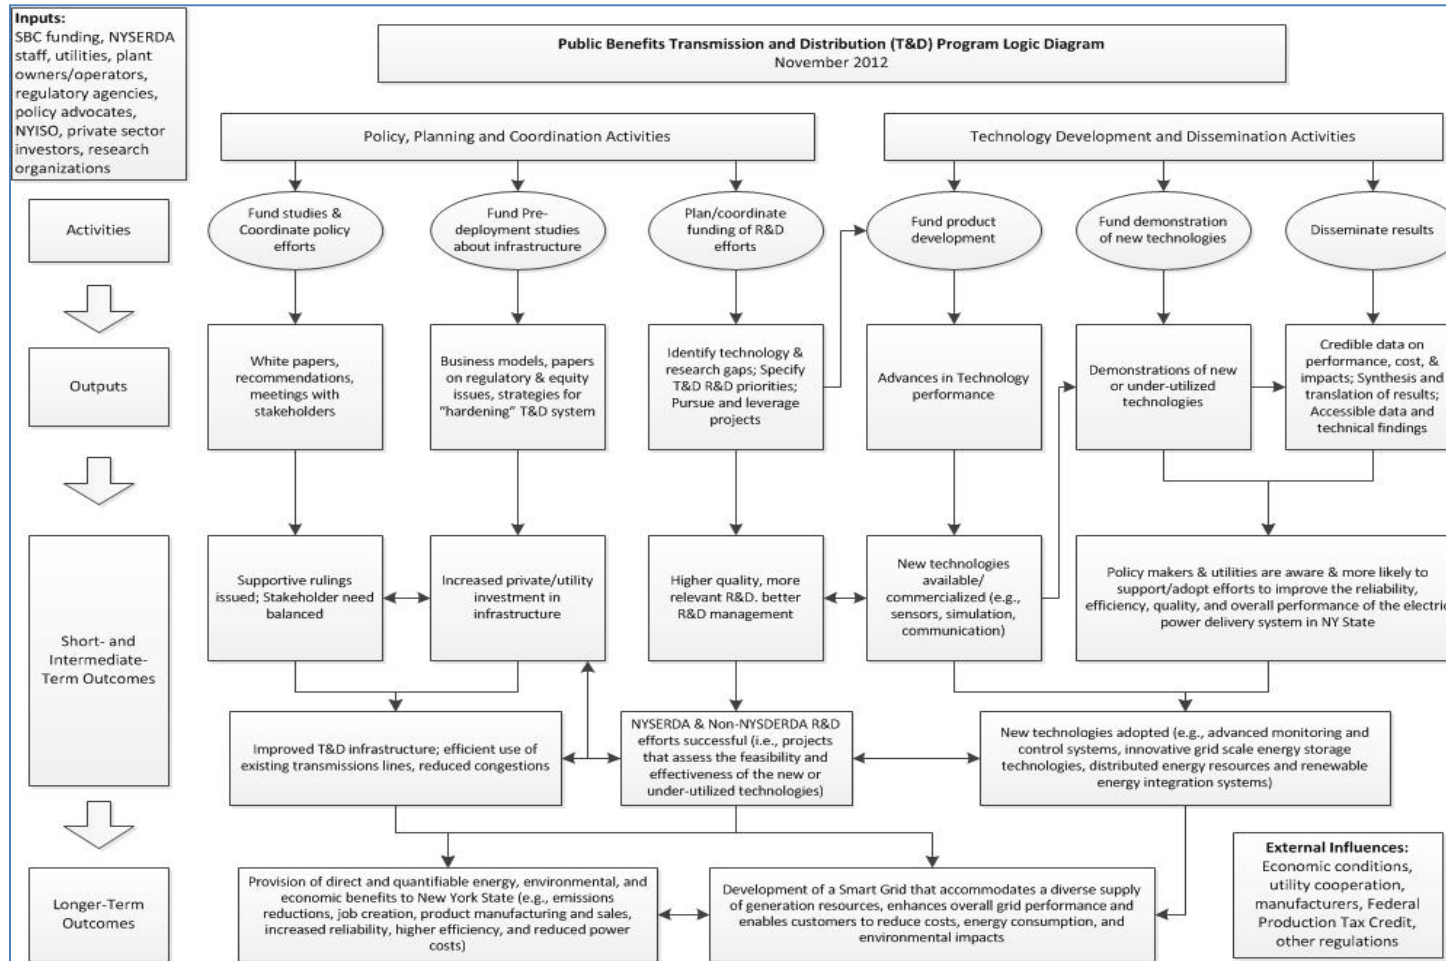 Inputs:
SBC funding, NYSERDA
staff, utilities, plant
owners/operators,
regulatory agencies,
policy advocates,
NYISO, private sector
investors, research
organizations
Public Benefits Transmission and Distribution (T&D) Program Logic Diagram
November 2012
Policy, Planning and Coordination Activities
Technology Development and Dissemination Activities
Activities
Fund studies &
Coordinate policy
efforts
Fund Pre-
deployment studies
about infrastructure
Plan/coordinate
funding of R&D
efforts
Fund product
development
Fund demonstration
of new technologies
Disseminate results
Outputs
White papers,
recommendations,
meetings with
stakeholders
Business models, papers
on regulatory & equity
issues, strategies for
“hardening” T&D system
Identify technology &
research gaps; Specify
T&D R&D priorities;
Pursue and leverage
projects
Advances in Technology
performance
Demonstrations of new
or under-utilized
technologies
Credible data on
performance, cost, &
impacts; Synthesis and
translation of results;
Accessible data and
technical findings
Short- and
Intermediate-
Term Outcomes
Supportive rulings
issued; Stakeholder need
balanced
Increased private/utility
investment in
infrastructure
Higher quality, more
relevant R&D. better
R&D management
New technologies
available/
commercialized (e.g.,
sensors, simulation,
communication)
Policy makers & utilities are aware & more likely to
support/adopt efforts to improve the reliability,
efficiency, quality, and overall performance of the electric
power delivery system in NY State
Improved T&D infrastructure; efficient use of
existing transmissions lines, reduced congestions
NYSERDA & Non-NYSDERDA R&D
efforts successful (i.e., projects
that assess the feasibility and
effectiveness of the new or
under-utilized technologies)
New technologies adopted (e.g., advanced monitoring and
control systems, innovative grid scale energy storage
technologies, distributed energy resources and renewable
energy integration systems)
Longer-Term
Outcomes
Provision of direct and quantifiable energy, environmental, and
economic benefits to New York State (e.g., emissions
reductions, job creation, product manufacturing and sales,
increased reliability, higher efficiency, and reduced power
costs)
Development of a Smart Grid that accommodates a diverse supply
of generation resources, enhances overall grid performance and
enables customers to reduce costs, energy consumption, and
environmental impacts
External Influences:
Economic conditions,
utility cooperation,
manufacturers, Federal
Production Tax Credit,
other regulations